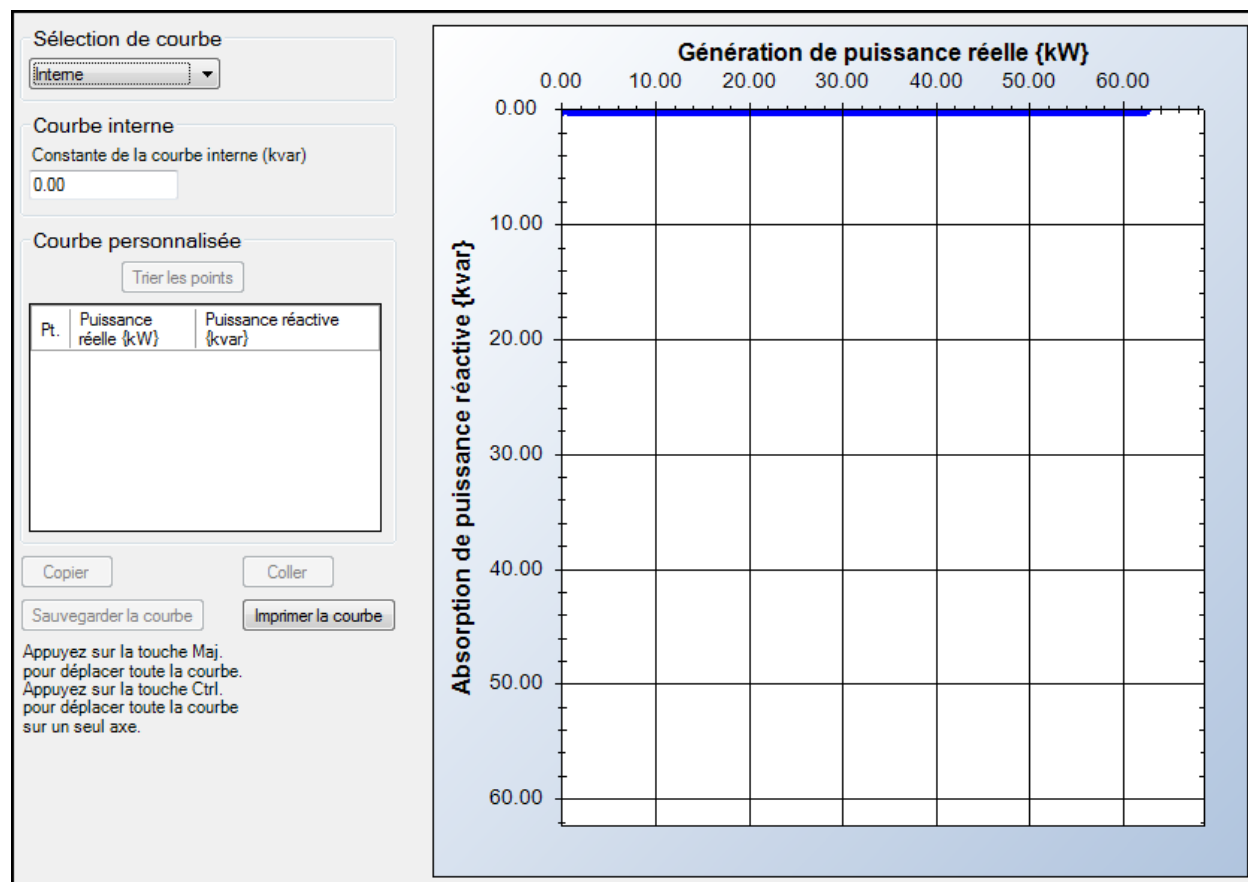 Sélection de courbe
Interne
Courbe interne
Constante de la courbe interne (kvar)
0.00
Courbe personnalisée
Trier les points
Pt.
Puissance
réelle {kW}
Puissance réactive
{kvar}
Copier
Coller
Sauvegarder la courbe
Imprimer la courbe
Appuyez sur la touche Maj.
pour déplacer toute la courbe.
Appuyez sur la touche Ctrl.
pour déplacer toute la courbe
sur un seul axe.
Génération de puissance réelle {kW}
0.00 10.00 20.00 30.00 40.00 50.00 60.00
Absorption de puissance réactive {kvar}
0.00
10.00
20.00
30.00
40.00
50.00
60.00